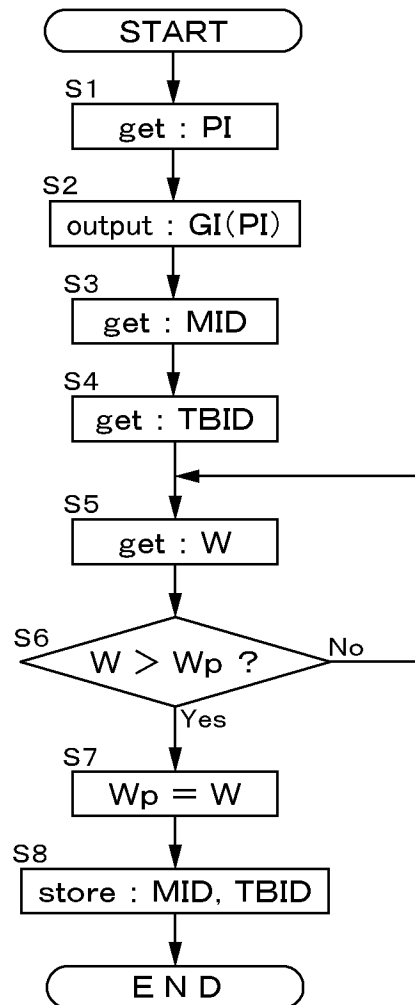 START
S1
get : PI
S2
output : GI(PI)
S3
get : MID
S4
get : TBID
S5
get : W
S6
W > Wp ?
No
Yes
S7
Wp = W
S8
store : MID, TBID
END